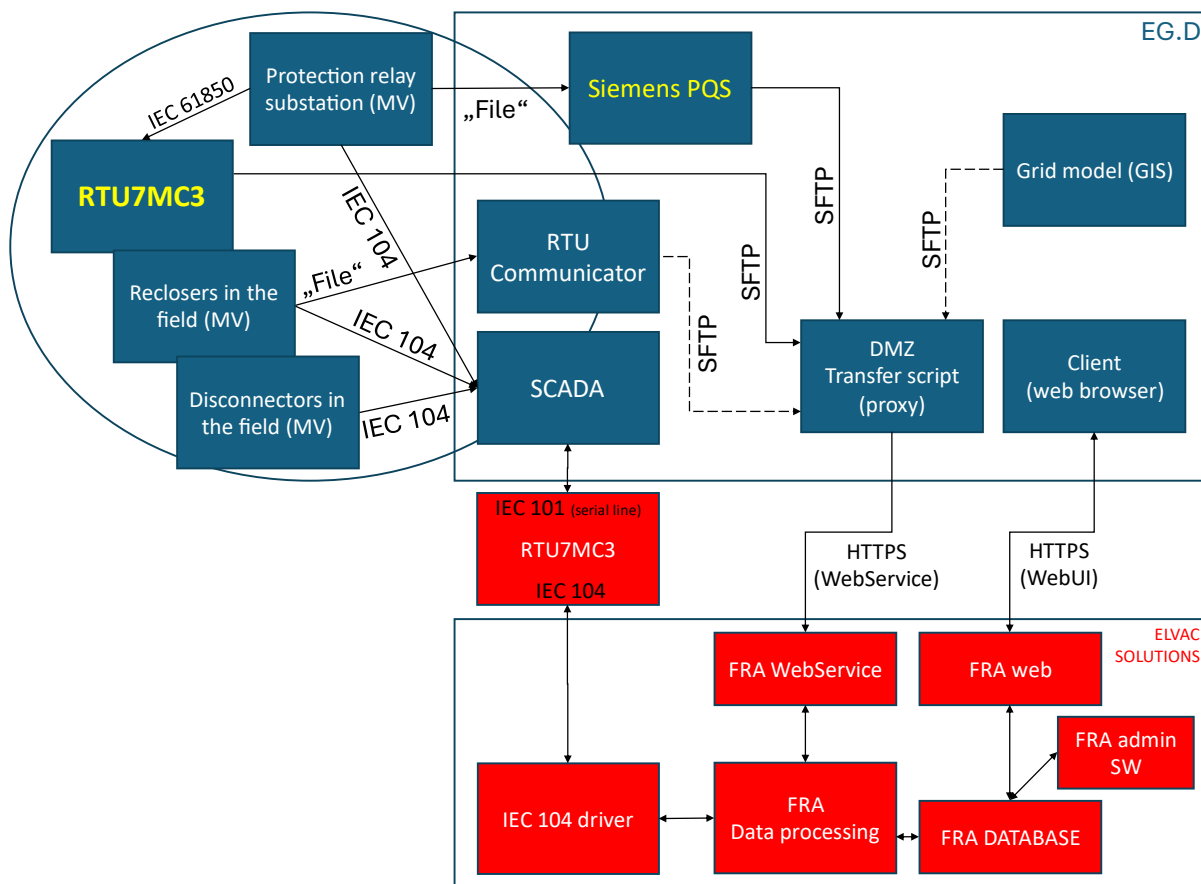 EG.D
Protection relay
substation (MV)
IEC 61850
„File“
Siemens PQS
RTU7MC3
Grid model (GIS)
IEC 104
SFTP
SFTP
SFTP
SFTP
RTU
Communicator
„File“
Reclosers in the
field (MV)
IEC 104
SCADA
DMZ
Transfer script
(proxy)
Client
(web browser)
Disconnectors in
the field (MV)
IEC 104
IEC 101 (serial line)
RTU7MC3
IEC 104
HTTPS
(WebService)
HTTPS
(WebUI)
ELVAC
SOLUTIONS
FRA WebService
FRA web
FRA admin
SW
IEC 104 driver
FRA
Data processing
FRA DATABASE